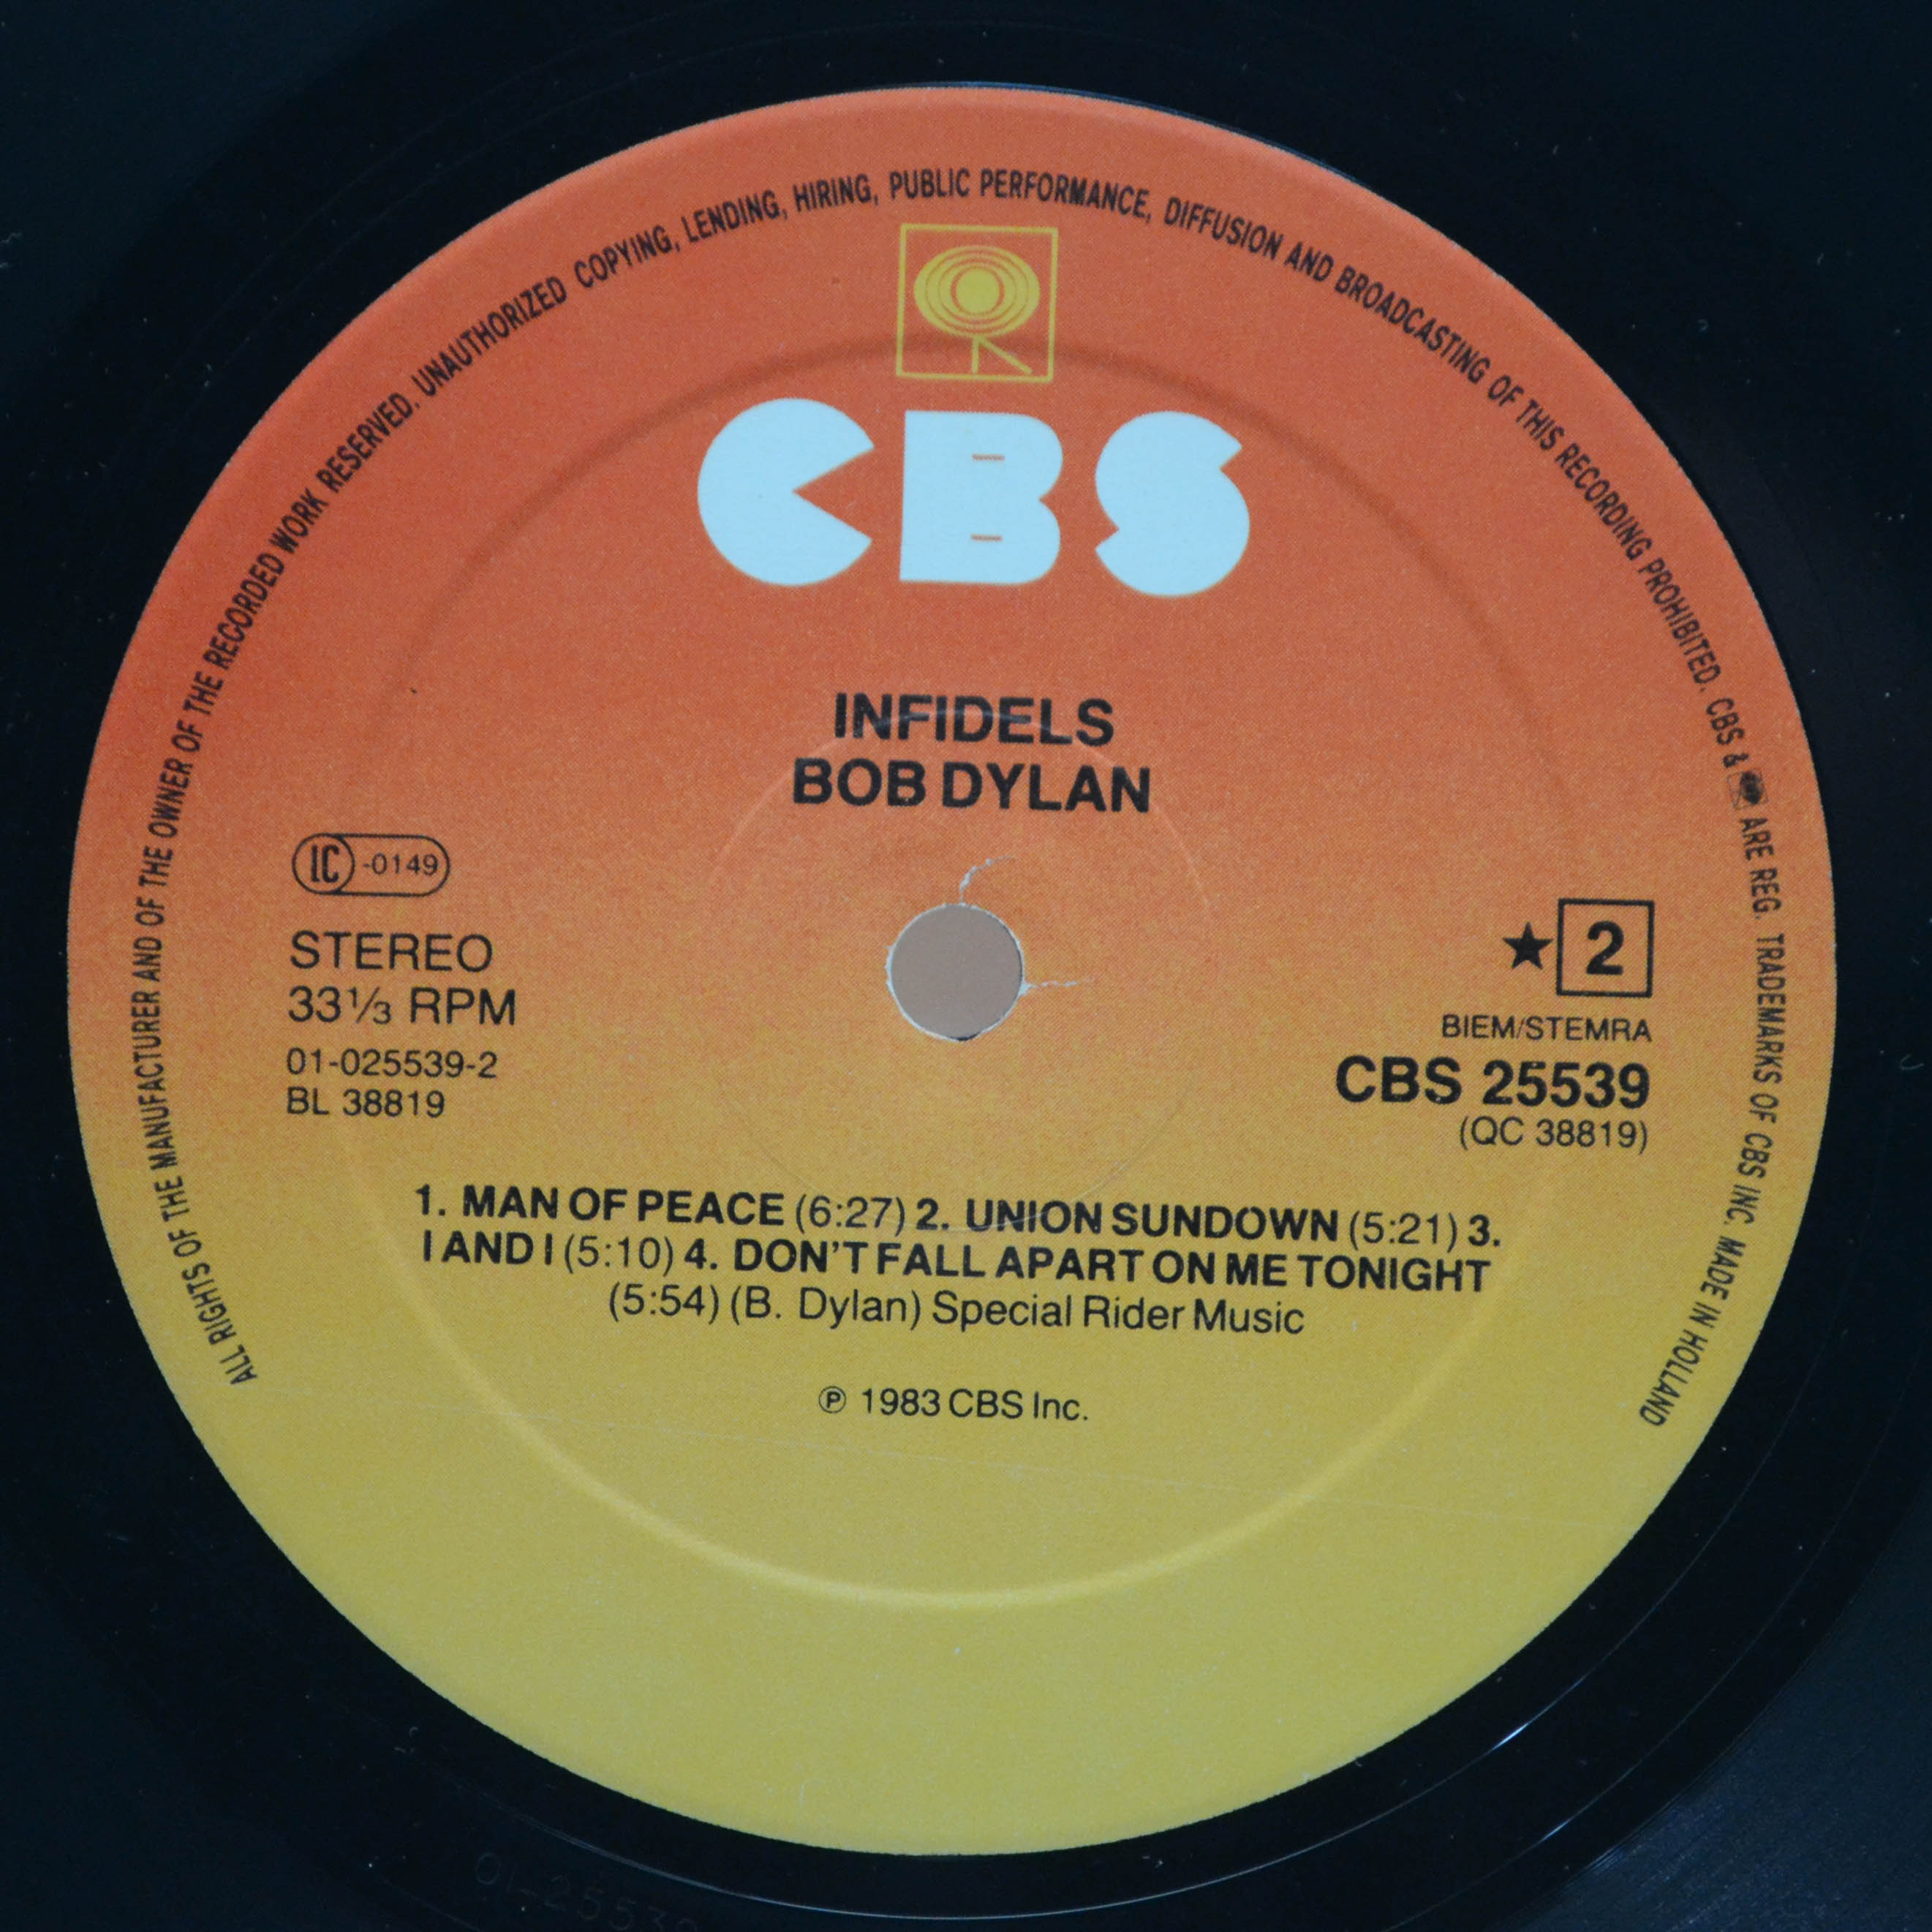 ALL RIGHTS OF THE MANUFACTURER AND OF THE OWNER OF THE RECORDED WORK RESERVED. UNAUTHORIZED COPYING, LENDING, HIRING, PUBLIC PERFORMANCE, DIFFUSION AND BROADCASTING OF THIS RECORDING PROHIBITED. CBS & ARE REG. TRADEMARKS OF CBS INC. MADE IN HOLLAND
CBS
INFIDELS
BOB DYLAN
IC -0149
STEREO
33⅓ RPM
01-025539-2
BL 38819
★ 2
BIEM/STEMRA
CBS 25539
(QC 38819)
1. MAN OF PEACE (6:27) 2. UNION SUNDOWN (5:21) 3.
I AND I (5:10) 4. DON'T FALL APART ON ME TONIGHT
(5:54) (B. Dylan) Special Rider Music
℗ 1983 CBS Inc.
01-25539